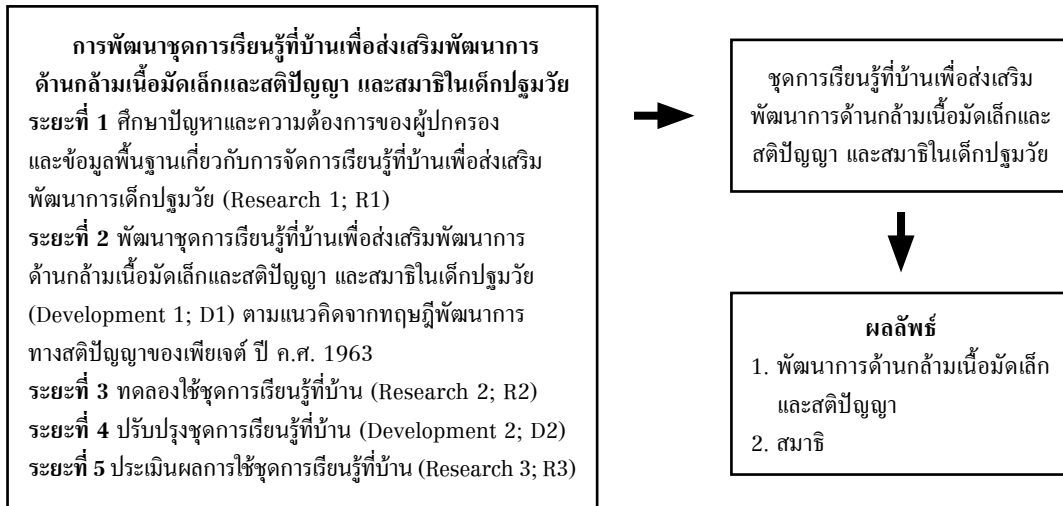 การพัฒนาชุดการเรียนรู้ที่บ้านเพื่อส่งเสริมพัฒนาการ
ด้านกล้ามเนื้อมัดเล็กและสติปัญญา และสมาธิในเด็กปฐมวัย
ระยะที่ 1 ศึกษาปัญหาและความต้องการของผู้ปกครอง
และข้อมูลพื้นฐานเกี่ยวกับการจัดการเรียนรู้ที่บ้านเพื่อส่งเสริม
พัฒนาการเด็กปฐมวัย (Research 1; R1)
ระยะที่ 2 พัฒนาชุดการเรียนรู้ที่บ้านเพื่อส่งเสริมพัฒนาการ
ด้านกล้ามเนื้อมัดเล็กและสติปัญญา และสมาธิในเด็กปฐมวัย
(Development 1; D1) ตามแนวคิดจากทฤษฎีพัฒนาการ
ทางสติปัญญาของเพียเจต์ ปี ค.ศ. 1963
ระยะที่ 3 ทดลองใช้ชุดการเรียนรู้ที่บ้าน (Research 2; R2)
ระยะที่ 4 ปรับปรุงชุดการเรียนรู้ที่บ้าน (Development 2; D2)
ระยะที่ 5 ประเมินผลการใช้ชุดการเรียนรู้ที่บ้าน (Research 3; R3)
ชุดการเรียนรู้ที่บ้านเพื่อส่งเสริม
พัฒนาการด้านกล้ามเนื้อมัดเล็กและ
สติปัญญา และสมาธิในเด็กปฐมวัย
ผลลัพธ์
1. พัฒนาการด้านกล้ามเนื้อมัดเล็ก
และสติปัญญา
2. สมาธิ